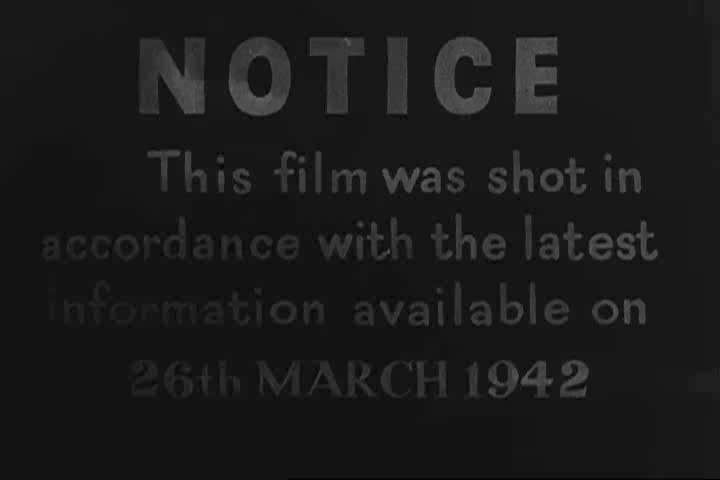 NOTICE
This film was shot in
accordance with the latest
information available on
26th MARCH 1942